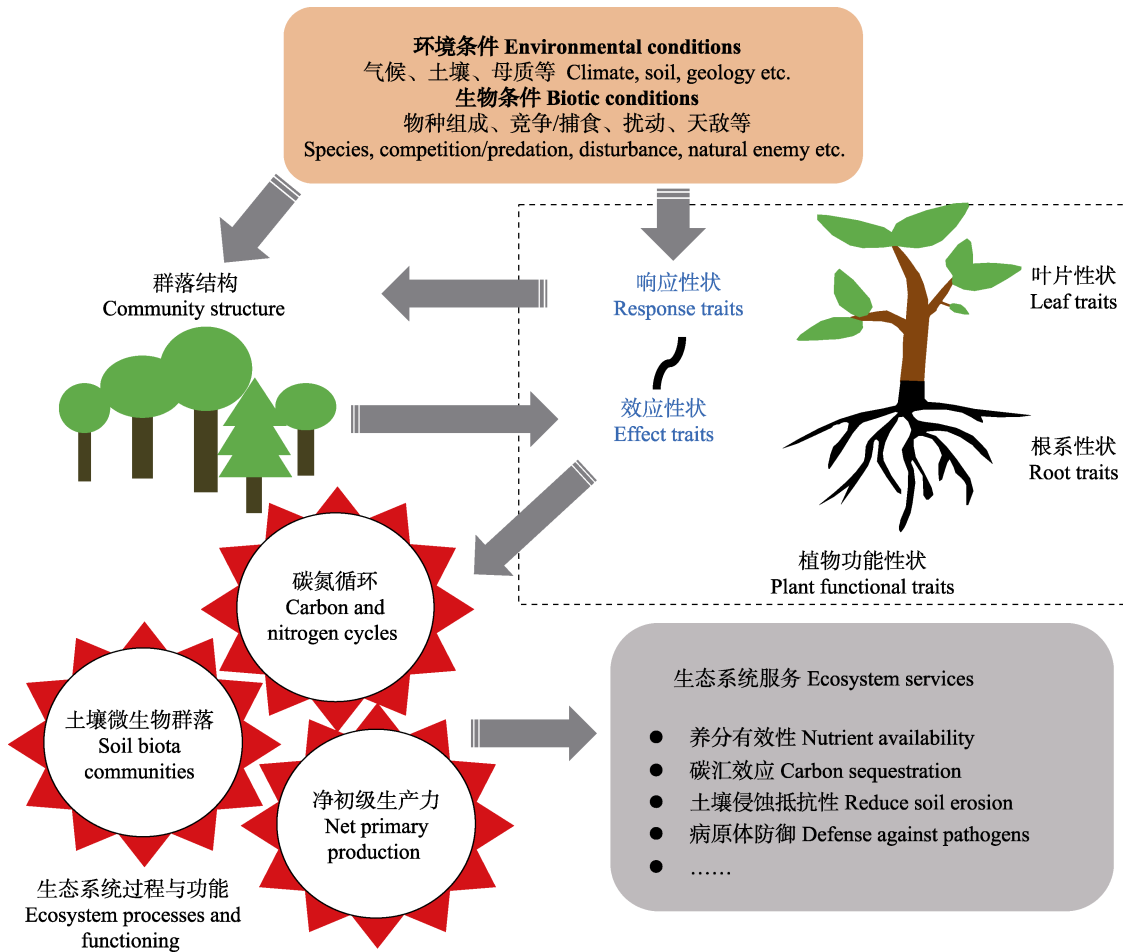 环境条件 Environmental conditions
气候、土壤、母质等 Climate, soil, geology etc.
生物条件 Biotic conditions
物种组成、竞争/捕食、扰动、天敌等
Species, competition/predation, disturbance, natural enemy etc.
群落结构
Community structure
响应性状
Response traits
效应性状
Effect traits
叶片性状
Leaf traits
根系性状
Root traits
植物功能性状
Plant functional traits
碳氮循环
Carbon and
nitrogen cycles
土壤微生物群落
Soil biota
communities
净初级生产力
Net primary
production
生态系统过程与功能
Ecosystem processes and
functioning
生态系统服务 Ecosystem services
● 养分有效性 Nutrient availability
● 碳汇效应 Carbon sequestration
● 土壤侵蚀抵抗性 Reduce soil erosion
● 病原体防御 Defense against pathogens
● ……